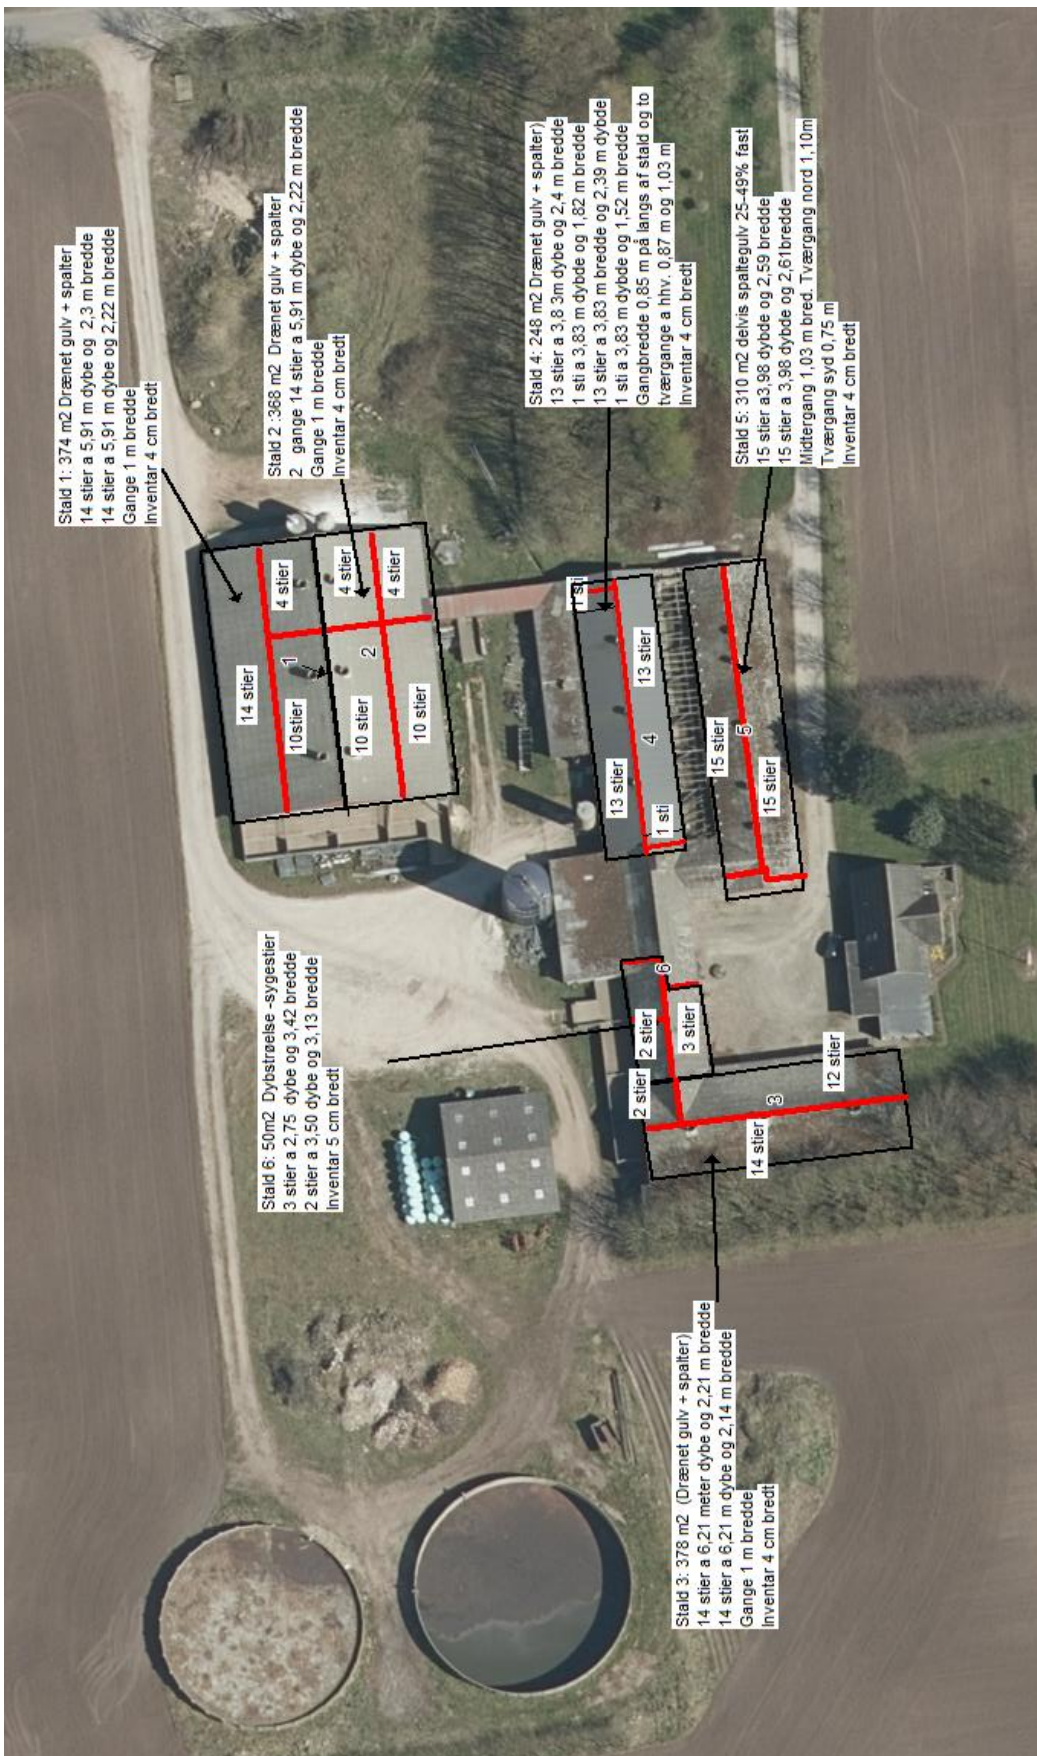 Stald 1: 374 m2 Drænet gulv + spalter
14 stier a 5,91 m dybe og 2,3 m bredde
14 stier a 5,91 m dybe og 2,22 m bredde
Gange 1 m bredde
Inventar 4 cm bredt
Stald 2 :368 m2 Drænet gulv + spalter
2 gange 14 stier a 5,91 m dybe og 2,22 m bredde
Gange 1 m bredde
Inventar 4 cm bredt
Stald 4: 248 m2 Drænet gulv + spalter)
13 stier a 3,8 3m dybe og 2,4 m bredde
1 sti a 3,83 m dybde og 1,82 m bredde
13 stier a 3,83 m bredde og 2,39 m dybde
1 sti a 3,83 m dybde og 1,52 m bredde
Gangbredde 0,85 m på langs af stald og to
tværgange a hhv. 0,87 m og 1,03 m
Inventar 4 cm bredt
Stald 5: 310 m2 delvis spaltegulv 25-49% fast
15 stier a3,98 dybde og 2,59 bredde
15 stier a 3,98 dybde og 2,61bredde
Midtergang 1,03 m bred. Tværgang nord 1,10m
Tværgang syd 0,75 m
Inventar 4 cm bredt
14 stier
4 stier
1
10stier
4 stier
10 stier
2
4 stier
10 stier
1 sti
13 stier
13 stier
4
1 sti
15 stier
5
15 stier
Stald 6: 50m2 Dybstrøelse -sygestier
3 stier a 2,75 dybe og 3,42 bredde
2 stier a 3,50 dybe og 3,13 bredde
Inventar 5 cm bredt
6
2 stier
2 stier
3 stier
12 stier
3
14 stier
Stald 3: 378 m2 (Drænet gulv + spalter)
14 stier a 6,21 meter dybe og 2,21 m bredde
14 stier a 6,21 m dybe og 2,14 m bredde
Gange 1 m bredde
Inventar 4 cm bredt